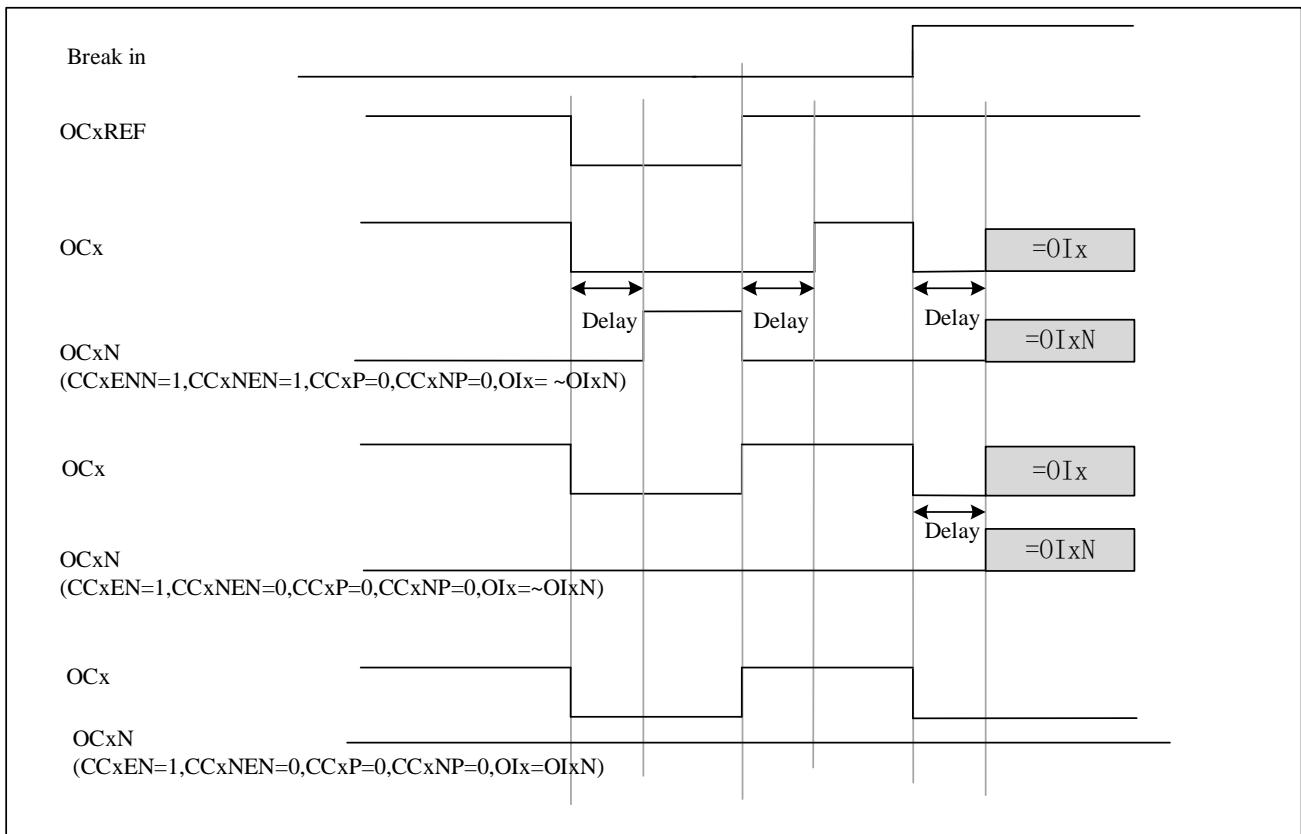 Break in
OCxREF
OCx
=OIx
Delay
Delay
Delay
OCxN
=OIxN
(CCxENN=1,CCxNEN=1,CCxP=0,CCxNP=0,OIx= ~OIxN)
OCx
=OIx
Delay
OCxN
=OIxN
(CCxEN=1,CCxNEN=0,CCxP=0,CCxNP=0,OIx=~OIxN)
OCx
OCxN
(CCxEN=1,CCxNEN=0,CCxP=0,CCxNP=0,OIx=OIxN)